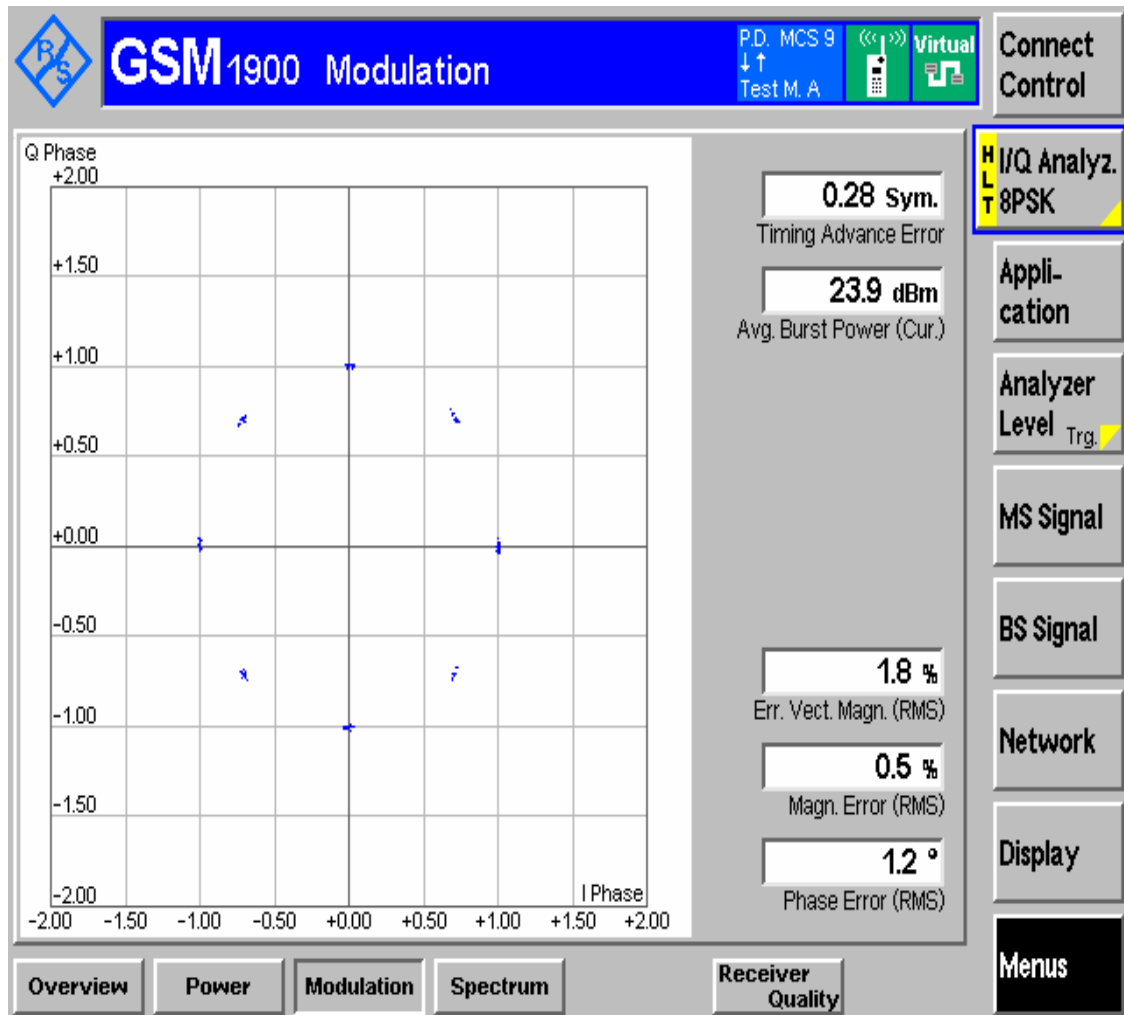 R/S
GSM 1900 Modulation
P.D. MCS 9
↓↑
Test M. A
Virtual
Connect
Control
Q Phase
+2.00
+1.50
+1.00
+0.50
+0.00
-0.50
-1.00
-1.50
-2.00
I Phase
-2.00 -1.50 -1.00 -0.50 +0.00 +0.50 +1.00 +1.50 +2.00
0.28 Sym.
Timing Advance Error
23.9 dBm
Avg. Burst Power (Cur.)
1.8 %
Err. Vect. Magn. (RMS)
0.5 %
Magn. Error (RMS)
1.2 °
Phase Error (RMS)
HLT
I/Q Analyz.
8PSK
Appli-
cation
Analyzer
Level Trg.
MS Signal
BS Signal
Network
Display
Menus
Overview
Power
Modulation
Spectrum
Receiver
Quality